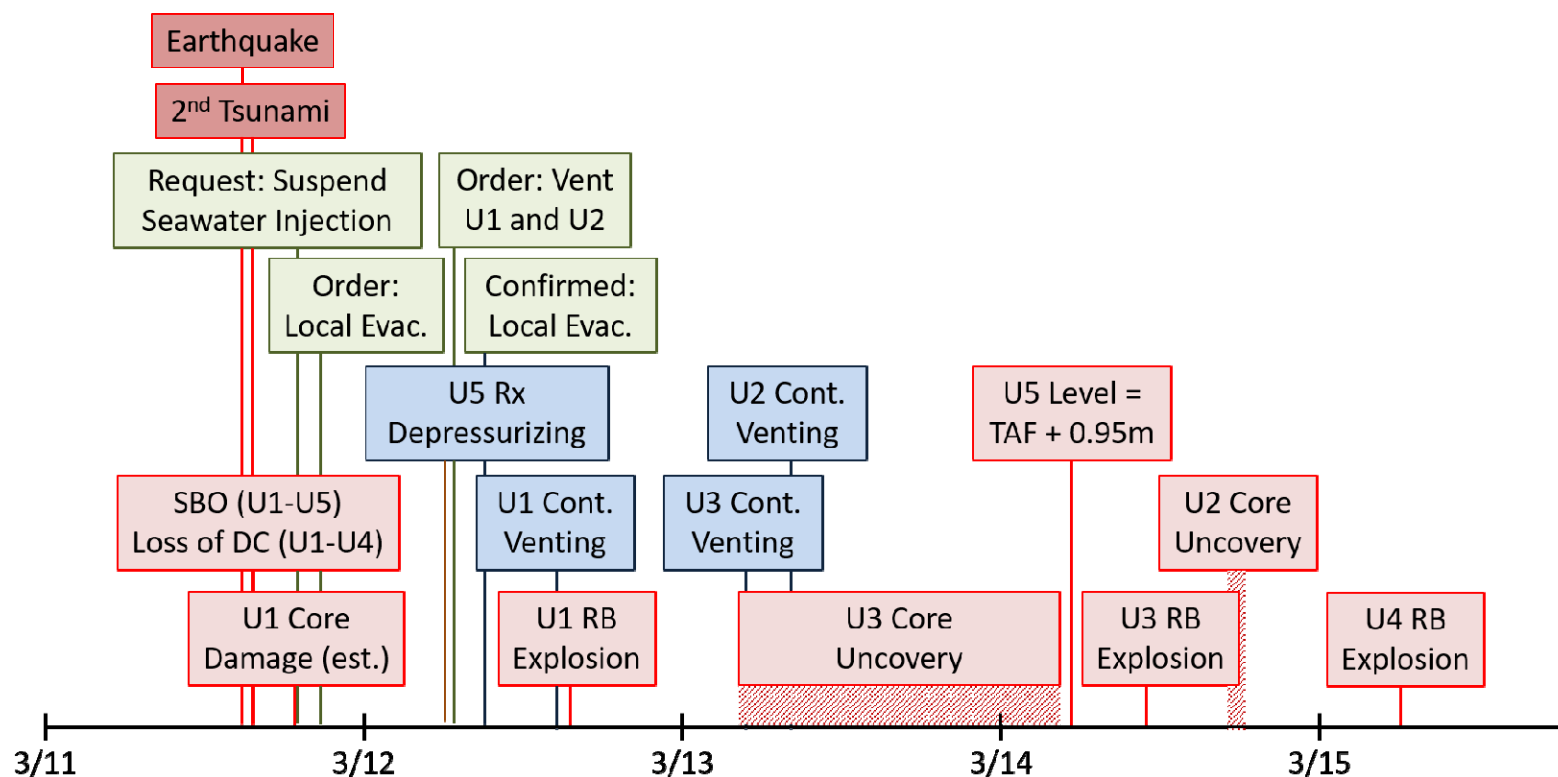 Earthquake
2nd Tsunami
Request: Suspend
Seawater Injection
Order: Vent
U1 and U2
Order:
Local Evac.
Confirmed:
Local Evac.
U5 Rx
Depressurizing
U2 Cont.
Venting
U5 Level =
TAF + 0.95m
SBO (U1-U5)
Loss of DC (U1-U4)
U1 Cont.
Venting
U3 Cont.
Venting
U2 Core
Uncovery
U1 Core
Damage (est.)
U1 RB
Explosion
U3 Core
Uncovery
U3 RB
Explosion
U4 RB
Explosion
3/11
3/12
3/13
3/14
3/15